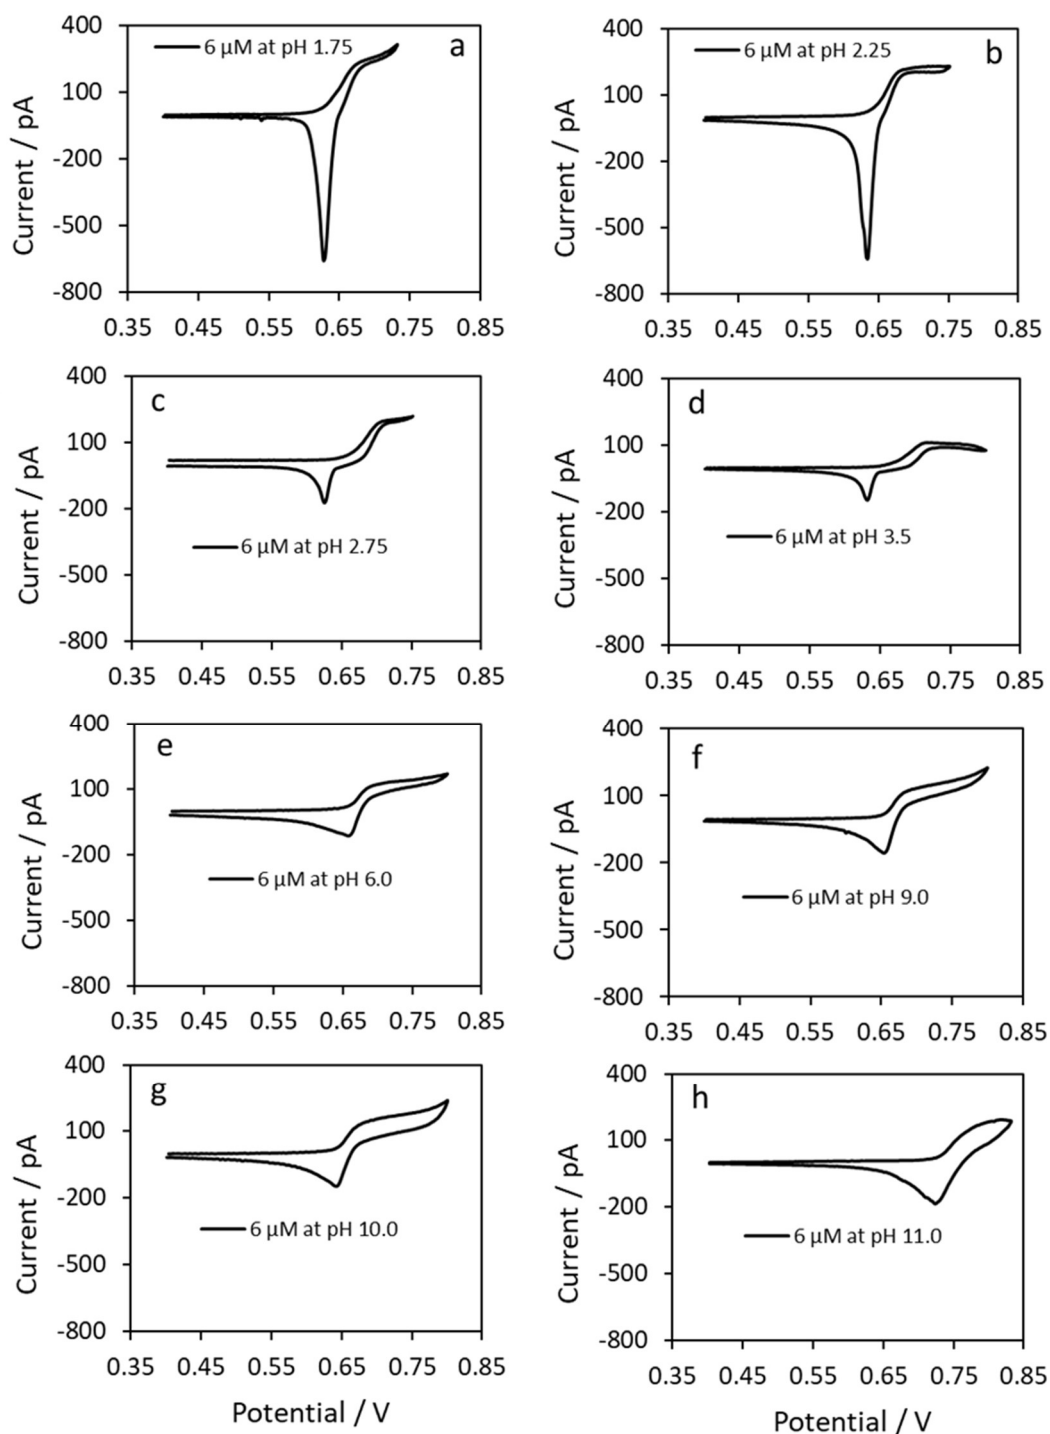 400
100
-200
-500
-800
Current / pA
6 µM at pH 1.75
a
0.35 0.45 0.55 0.65 0.75 0.85
400
100
-200
-500
-800
Current / pA
6 µM at pH 2.25
b
0.35 0.45 0.55 0.65 0.75 0.85
400
100
-200
-500
-800
Current / pA
c
6 µM at pH 2.75
0.35 0.45 0.55 0.65 0.75 0.85
400
100
-200
-500
-800
Current / pA
d
6 µM at pH 3.5
0.35 0.45 0.55 0.65 0.75 0.85
400
100
-200
-500
-800
Current / pA
e
6 µM at pH 6.0
0.35 0.45 0.55 0.65 0.75 0.85
400
100
-200
-500
-800
Current / pA
f
6 µM at pH 9.0
0.35 0.45 0.55 0.65 0.75 0.85
400
100
-200
-500
-800
Current / pA
g
6 µM at pH 10.0
0.35 0.45 0.55 0.65 0.75 0.85
Potential / V
400
100
-200
-500
-800
Current / pA
h
6 µM at pH 11.0
0.35 0.45 0.55 0.65 0.75 0.85
Potential / V